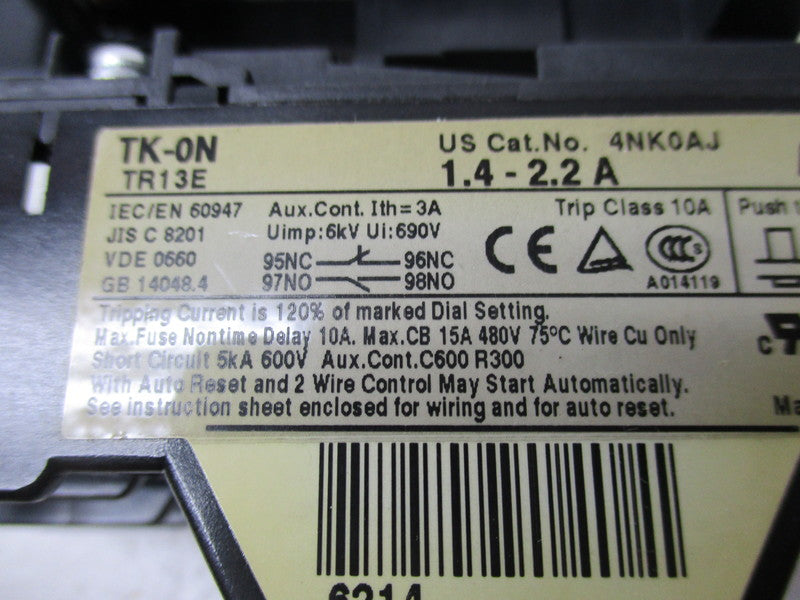 TK-0N US Cat.No. 4NK0AJ
TR13E 1.4 - 2.2 A
IEC/EN 60947 Aux.Cont. Ith=3A Trip Class 10A Push
JIS C 8201 Uimp:6kV Ui:690V
VDE 0660 95NC 96NC CE CCC S
GB 14048.4 97NO 98NO A014119
Tripping Current is 120% of marked Dial Setting.
Max.Fuse Nontime Delay 10A. Max.CB 15A 480V 75°C Wire Cu Only
Short Circuit 5kA 600V Aux.Cont.C600 R300 c
With Auto Reset and 2 Wire Control May Start Automatically.
See instruction sheet enclosed for wiring and for auto reset.
6214